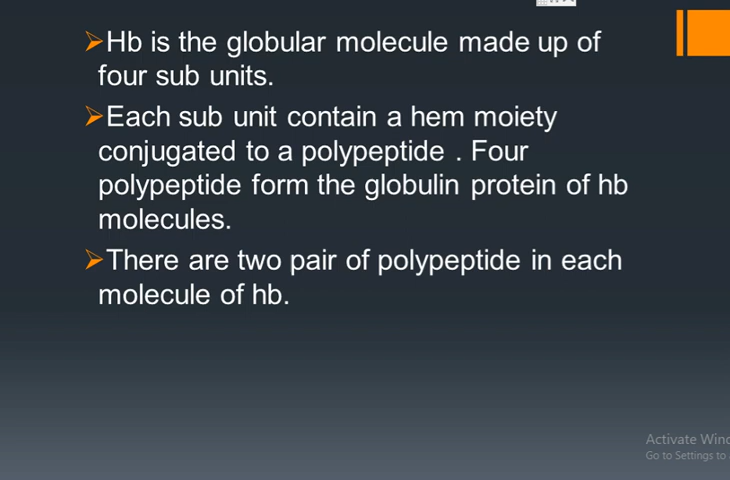 Hb is the globular molecule made up of
four sub units.
Each sub unit contain a hem moiety
conjugated to a polypeptide . Four
polypeptide form the globulin protein of hb
molecules.
There are two pair of polypeptide in each
molecule of hb.
Activate Wind
Go to Settings to